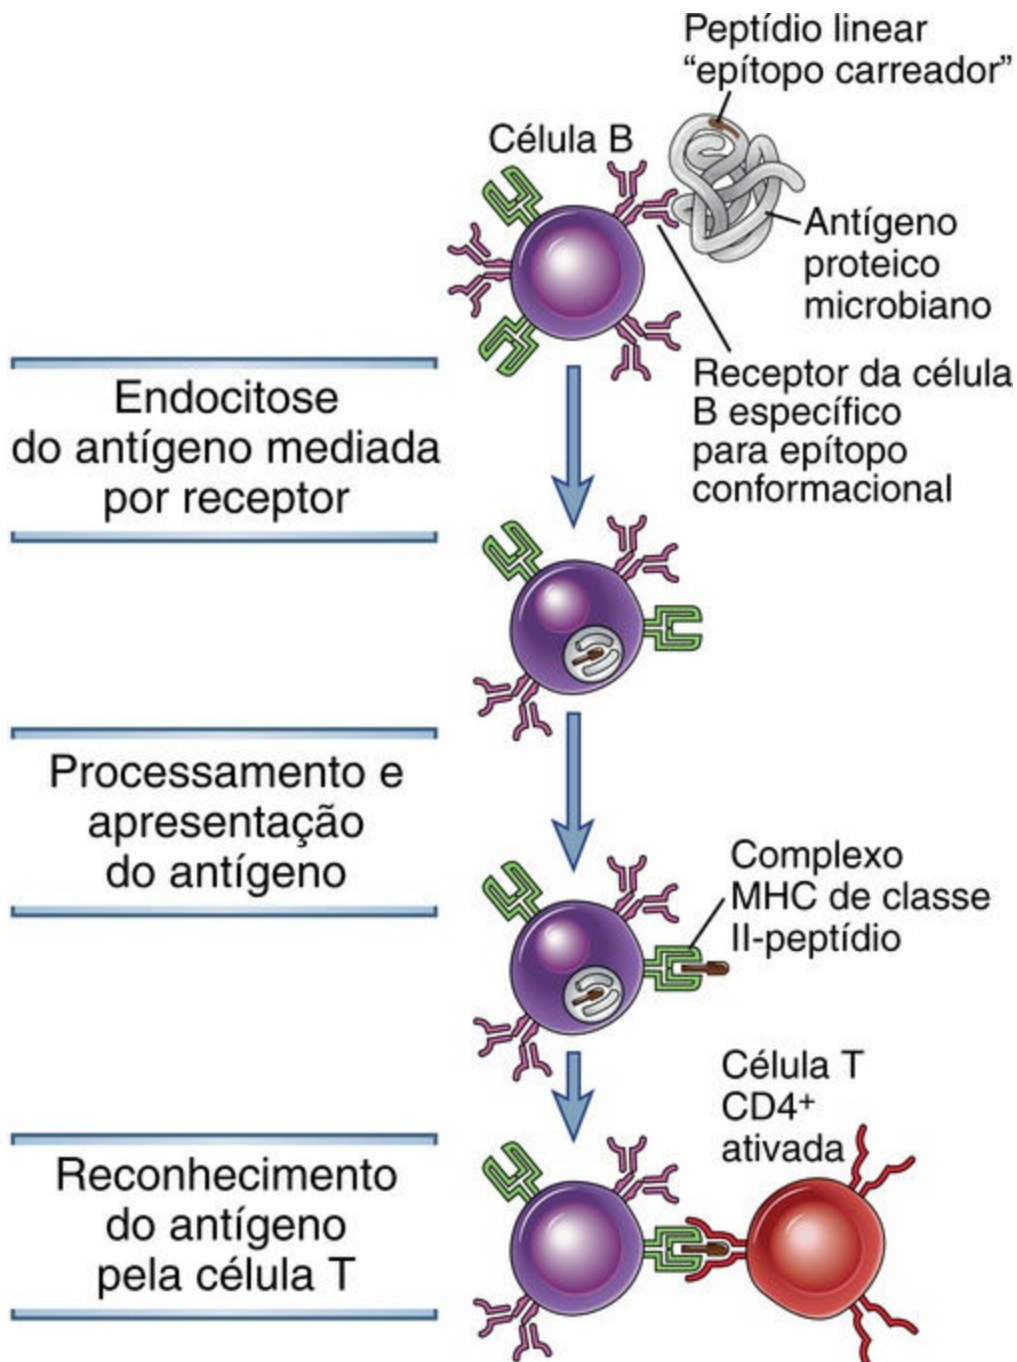 Peptídio linear
“epítopo carreador”
Célula B
Antígeno
proteico
microbiano
Receptor da célula
B específico
para epítopo
conformacional
Endocitose
do antígeno mediada
por receptor
Processamento e
apresentação
do antígeno
Complexo
MHC de classe
II-peptídio
Célula T
CD4⁺
ativada
Reconhecimento
do antígeno
pela célula T